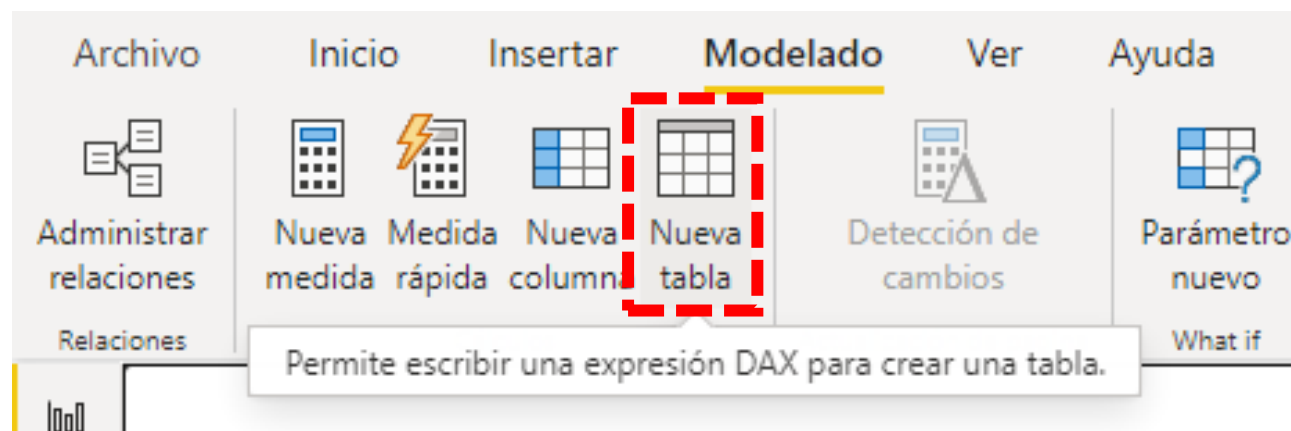 Archivo Inicio Insertar Modelado Ver Ayuda
Administrar relaciones
Nueva medida
Medida rápida
Nueva columna
Nueva tabla
Detección de cambios
Parámetro nuevo
Relaciones
What if
Permite escribir una expresión DAX para crear una tabla.